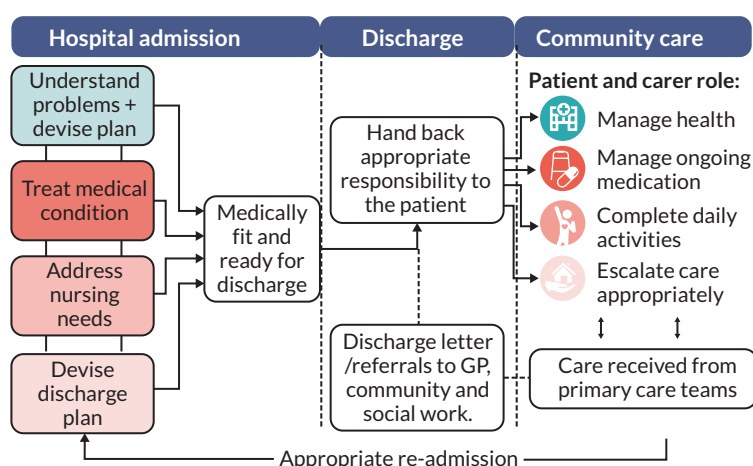 Hospital admission
Discharge
Community care
Understand
problems +
devise plan
Treat medical
condition
Address
nursing
needs
Devise
discharge
plan
Medically
fit and
ready for
discharge
Hand back
appropriate
responsibility to
the patient
Discharge letter
/referrals to GP,
community and
social work.
Patient and carer role:
Manage health
Manage ongoing
medication
Complete daily
activities
Escalate care
appropriately
Care received from
primary care teams
Appropriate re-admission